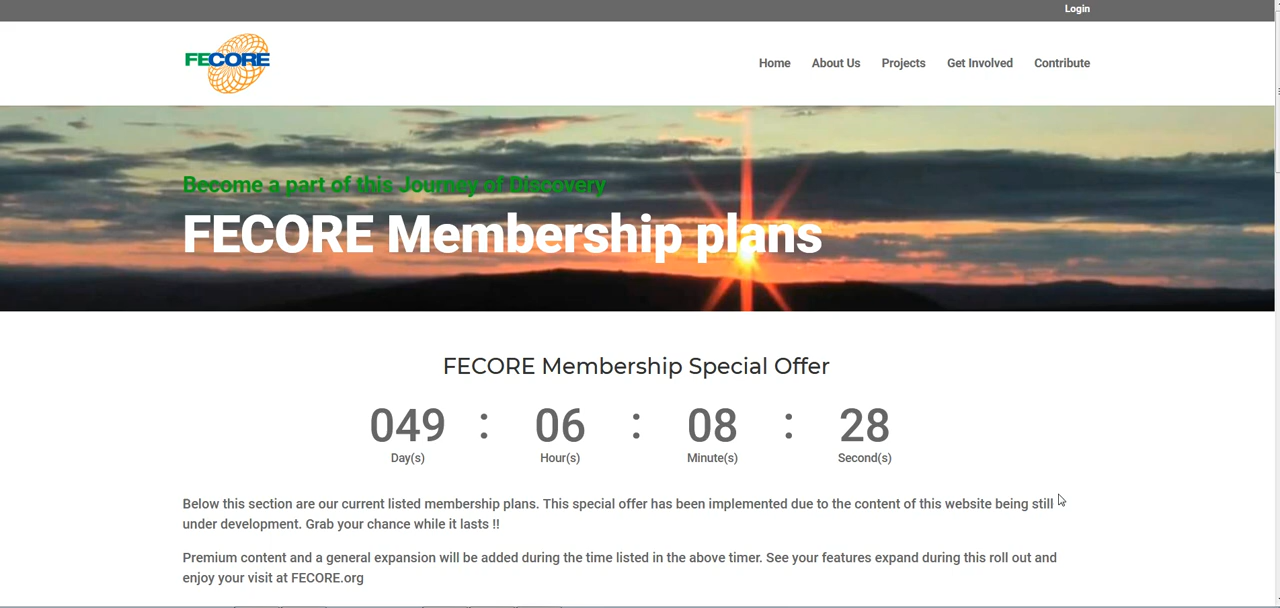 Login
FECORE
Home About Us Projects Get Involved Contribute
Become a part of this Journey of Discovery
FECORE Membership plans
FECORE Membership Special Offer
049 : 06 : 08 : 28
Day(s) Hour(s) Minute(s) Second(s)
Below this section are our current listed membership plans. This special offer has been implemented due to the content of this website being still
under development. Grab your chance while it lasts !!
Premium content and a general expansion will be added during the time listed in the above timer. See your features expand during this roll out and
enjoy your visit at FECORE.org